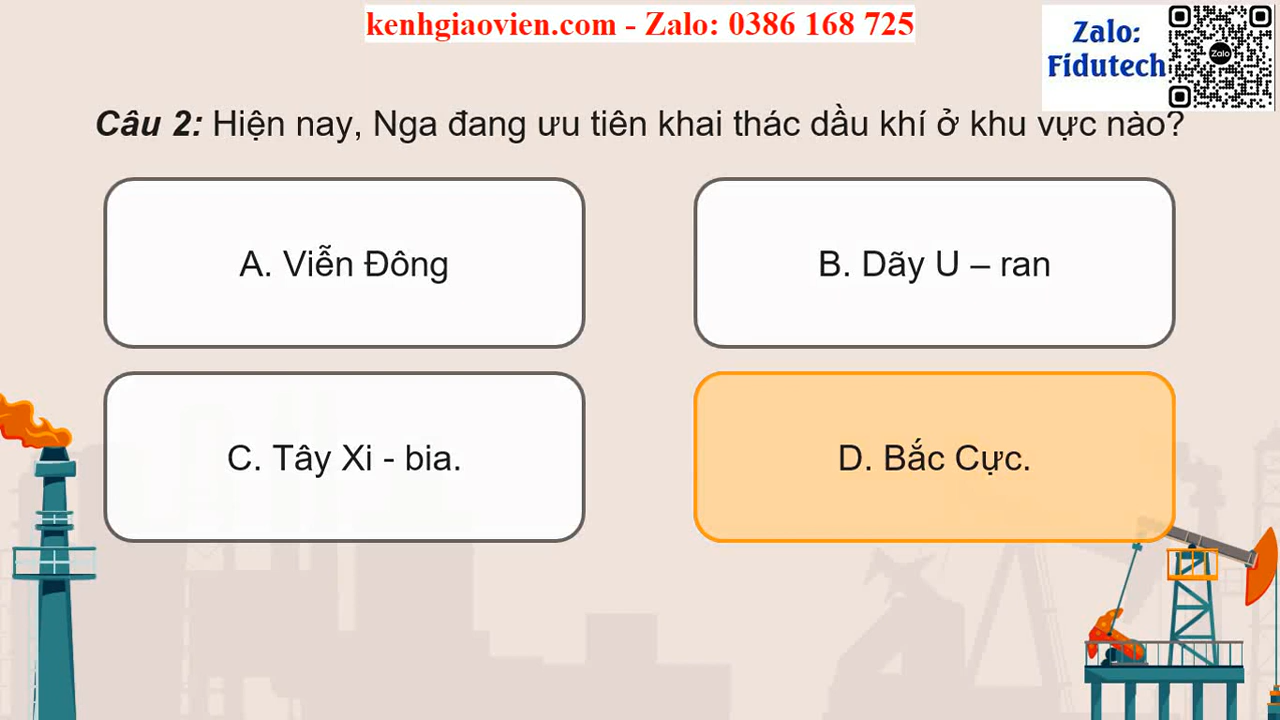 kenhgiaovien.com - Zalo: 0386 168 725
Zalo:
Fidutech
Zalo
Câu 2: Hiện nay, Nga đang ưu tiên khai thác dầu khí ở khu vực nào?
A. Viễn Đông
B. Dãy U – ran
C. Tây Xi - bia.
D. Bắc Cực.